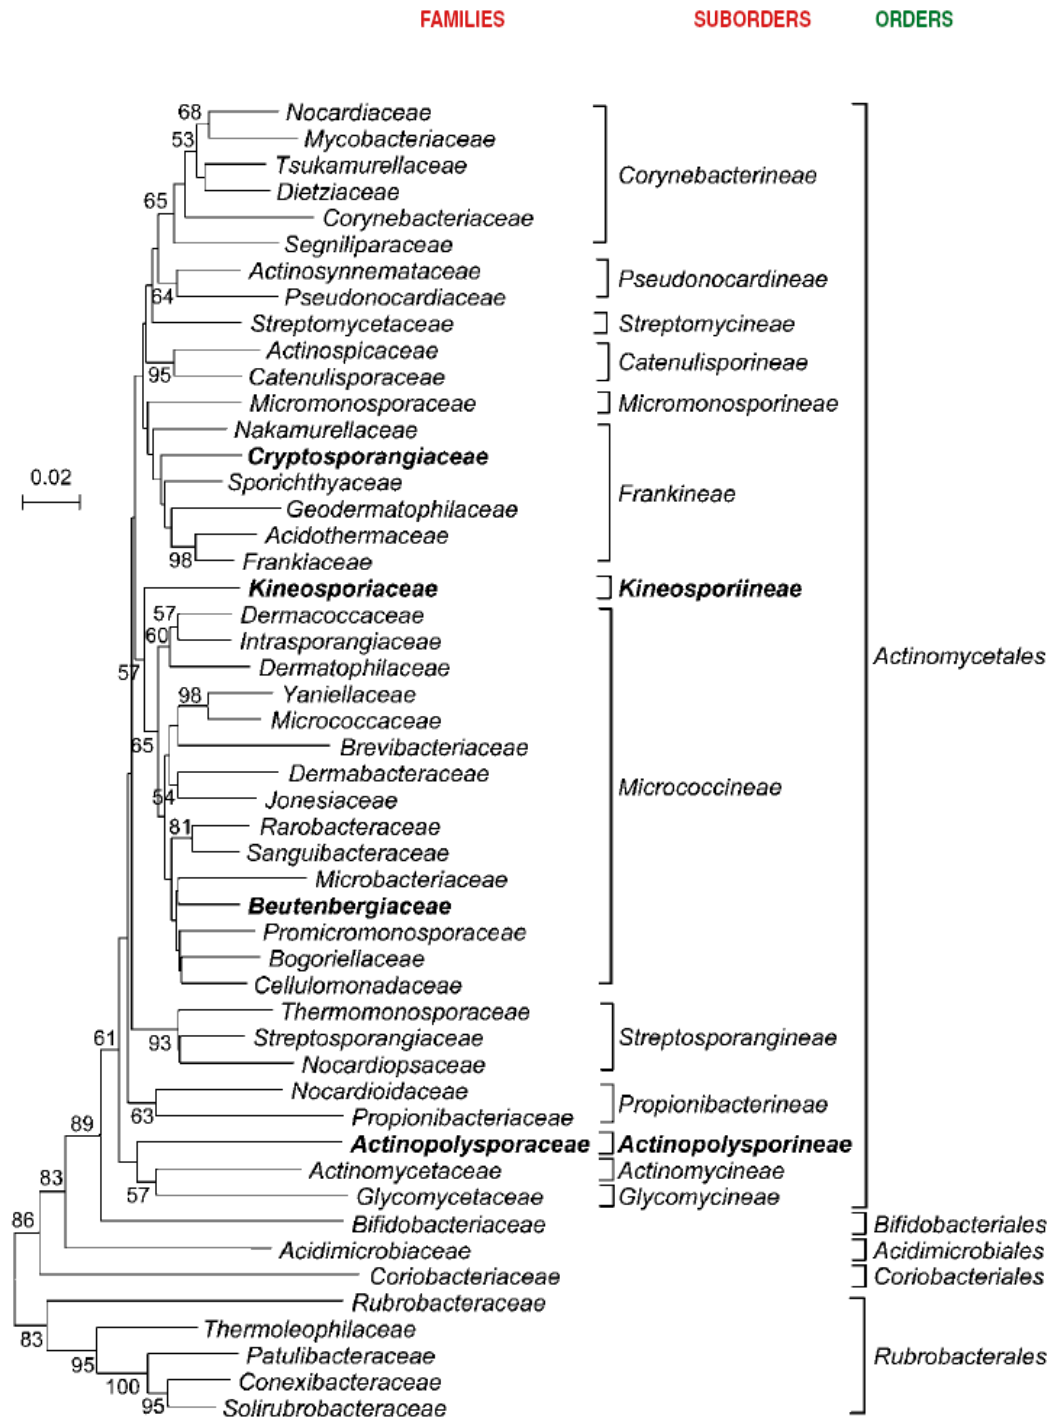 FAMILIES SUBORDERS ORDERS
68 Nocardiaceae
Mycobacteriaceae
53
Tsukamurellaceae
Corynebacterineae
Dietziaceae
65
Corynebacteriaceae
Segniliparaceae
Actinosynnemataceae
Pseudonocardineae
64 Pseudonocardiaceae
Streptomycetaceae Streptomycineae
Actinospicaceae
Catenulisporineae
95 Catenulisporaceae
Micromonosporaceae Micromonosporineae
Nakamurellaceae
Cryptosporangiaceae
0.02
Sporichthyaceae
Frankineae
Geodermatophilaceae
Acidothermaceae
98 Frankiaceae
Kineosporiaceae Kineosporiineae
57 Dermacoccaceae
60 Intrasporangiaceae
Actinomycetales
57 Dermatophilaceae
98 Yaniellaceae
Micrococcaceae
65 Brevibacteriaceae
Dermabacteraceae
Micrococcineae
54 Jonesiaceae
81 Rarobacteraceae
Sanguibacteraceae
Microbacteriaceae
Beutenbergiaceae
Promicromonosporaceae
Bogoriellaceae
Cellulomonadaceae
Thermomonosporaceae
61 93 Streptosporangiaceae Streptosporangineae
Nocardiopsaceae
Nocardioidaceae
Propionibacterineae
63 Propionibacteriaceae
89 Actinopolysporaceae Actinopolysporineae
83 Actinomycetaceae Actinomycineae
57 Glycomycetaceae Glycomycineae
86 Bifidobacteriaceae Bifidobacteriales
Acidimicrobiaceae Acidimicrobiales
Coriobacteriaceae Coriobacteriales
Rubrobacteraceae
83 Thermoleophilaceae
95 Patulibacteraceae Rubrobacterales
100 Conexibacteraceae
95 Solirubrobacteraceae